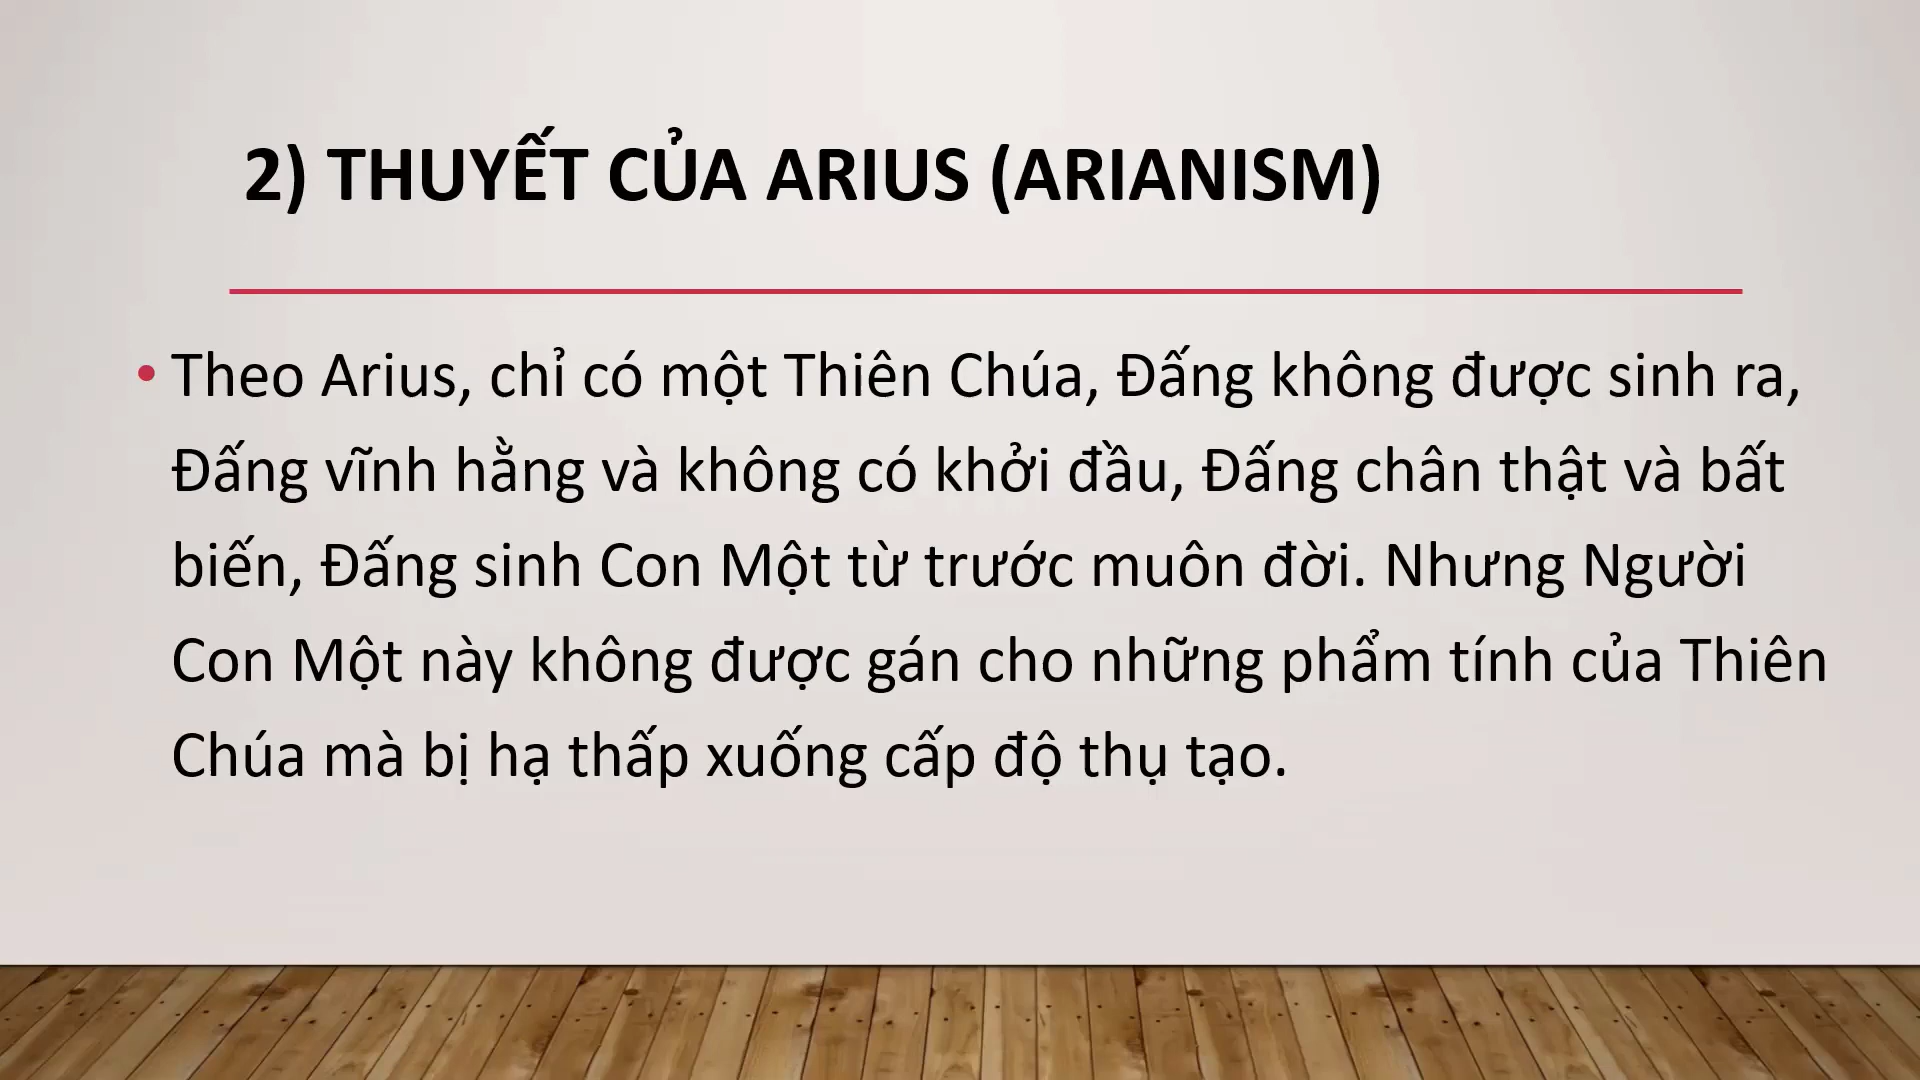 2) THUYẾT CỦA ARIUS (ARIANISM)
• Theo Arius, chỉ có một Thiên Chúa, Đấng không được sinh ra,
Đấng vĩnh hằng và không có khởi đầu, Đấng chân thật và bất
biến, Đấng sinh Con Một từ trước muôn đời. Nhưng Người
Con Một này không được gán cho những phẩm tính của Thiên
Chúa mà bị hạ thấp xuống cấp độ thụ tạo.